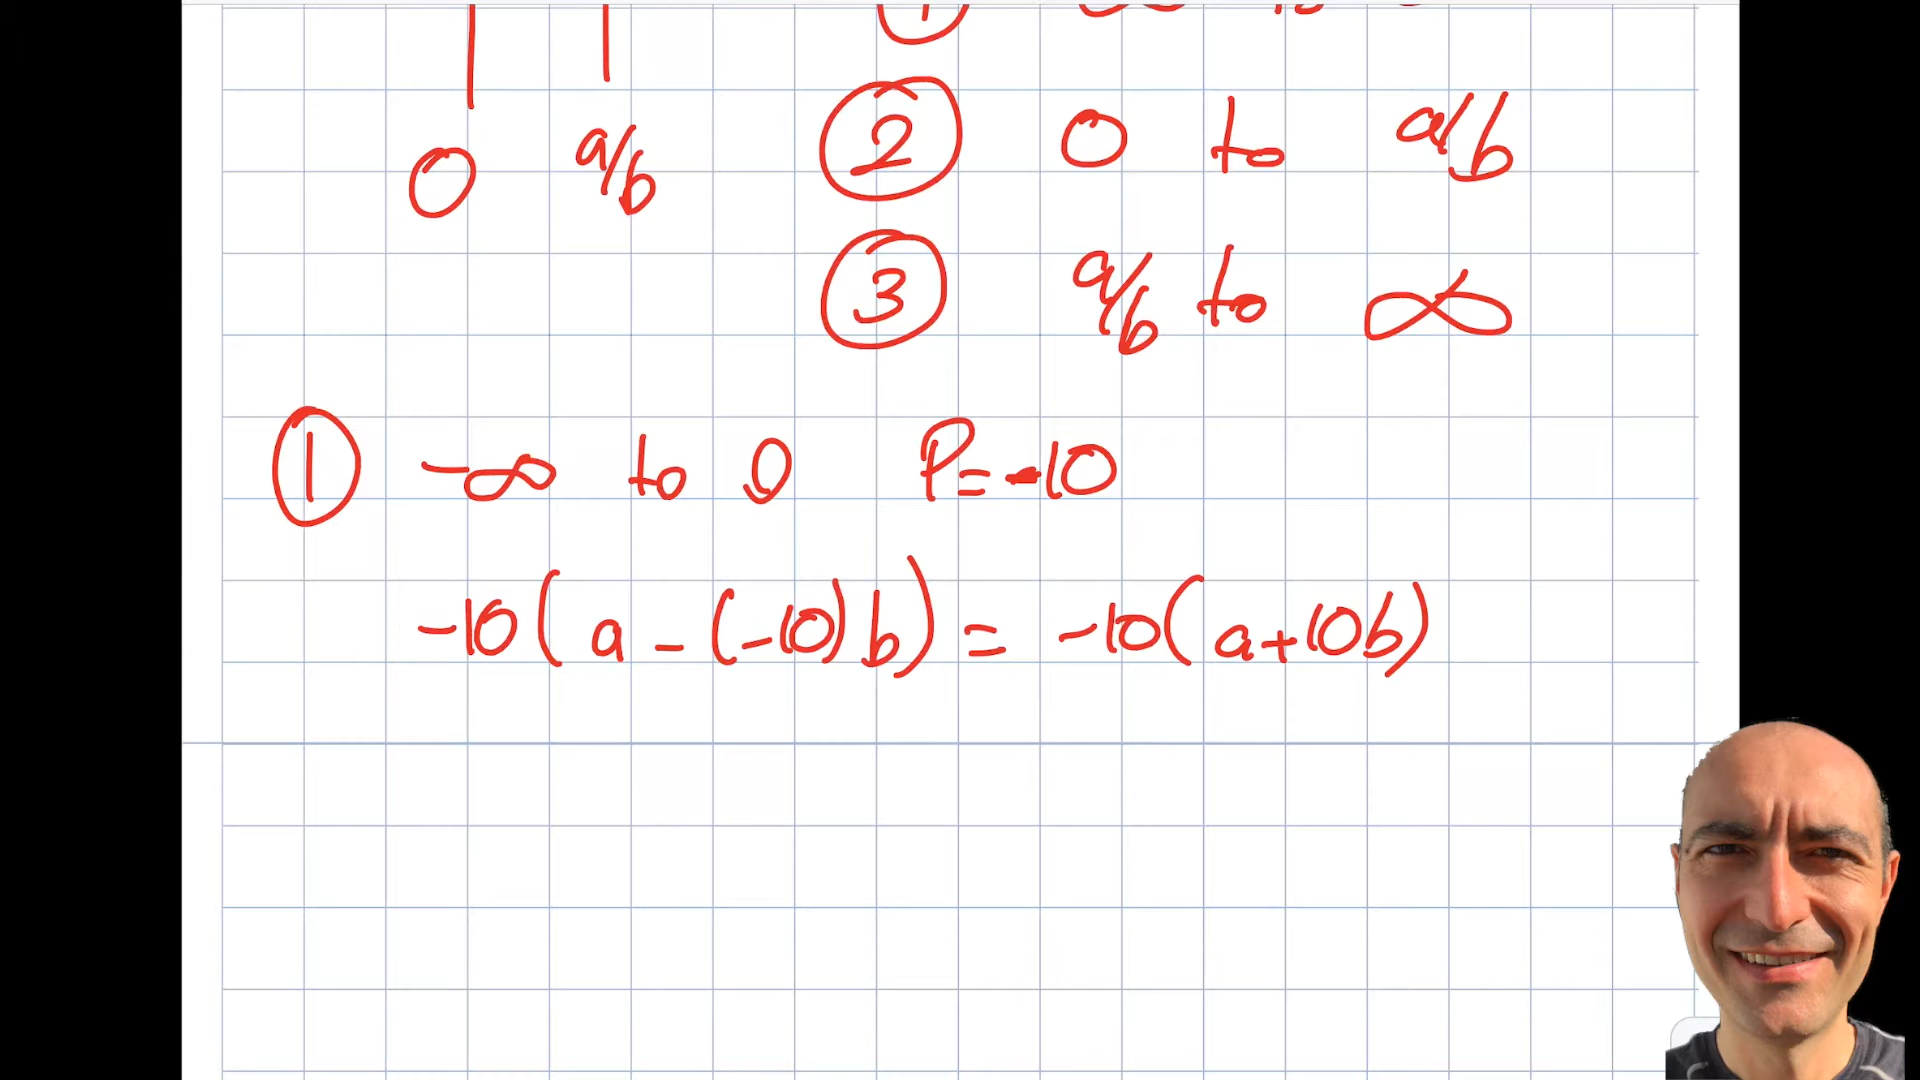 ② 0 to a/b
0 a/b
③ a/b to ∞
① -∞ to 0 P=-10
-10(a-(-10)b) = -10(a+10b)